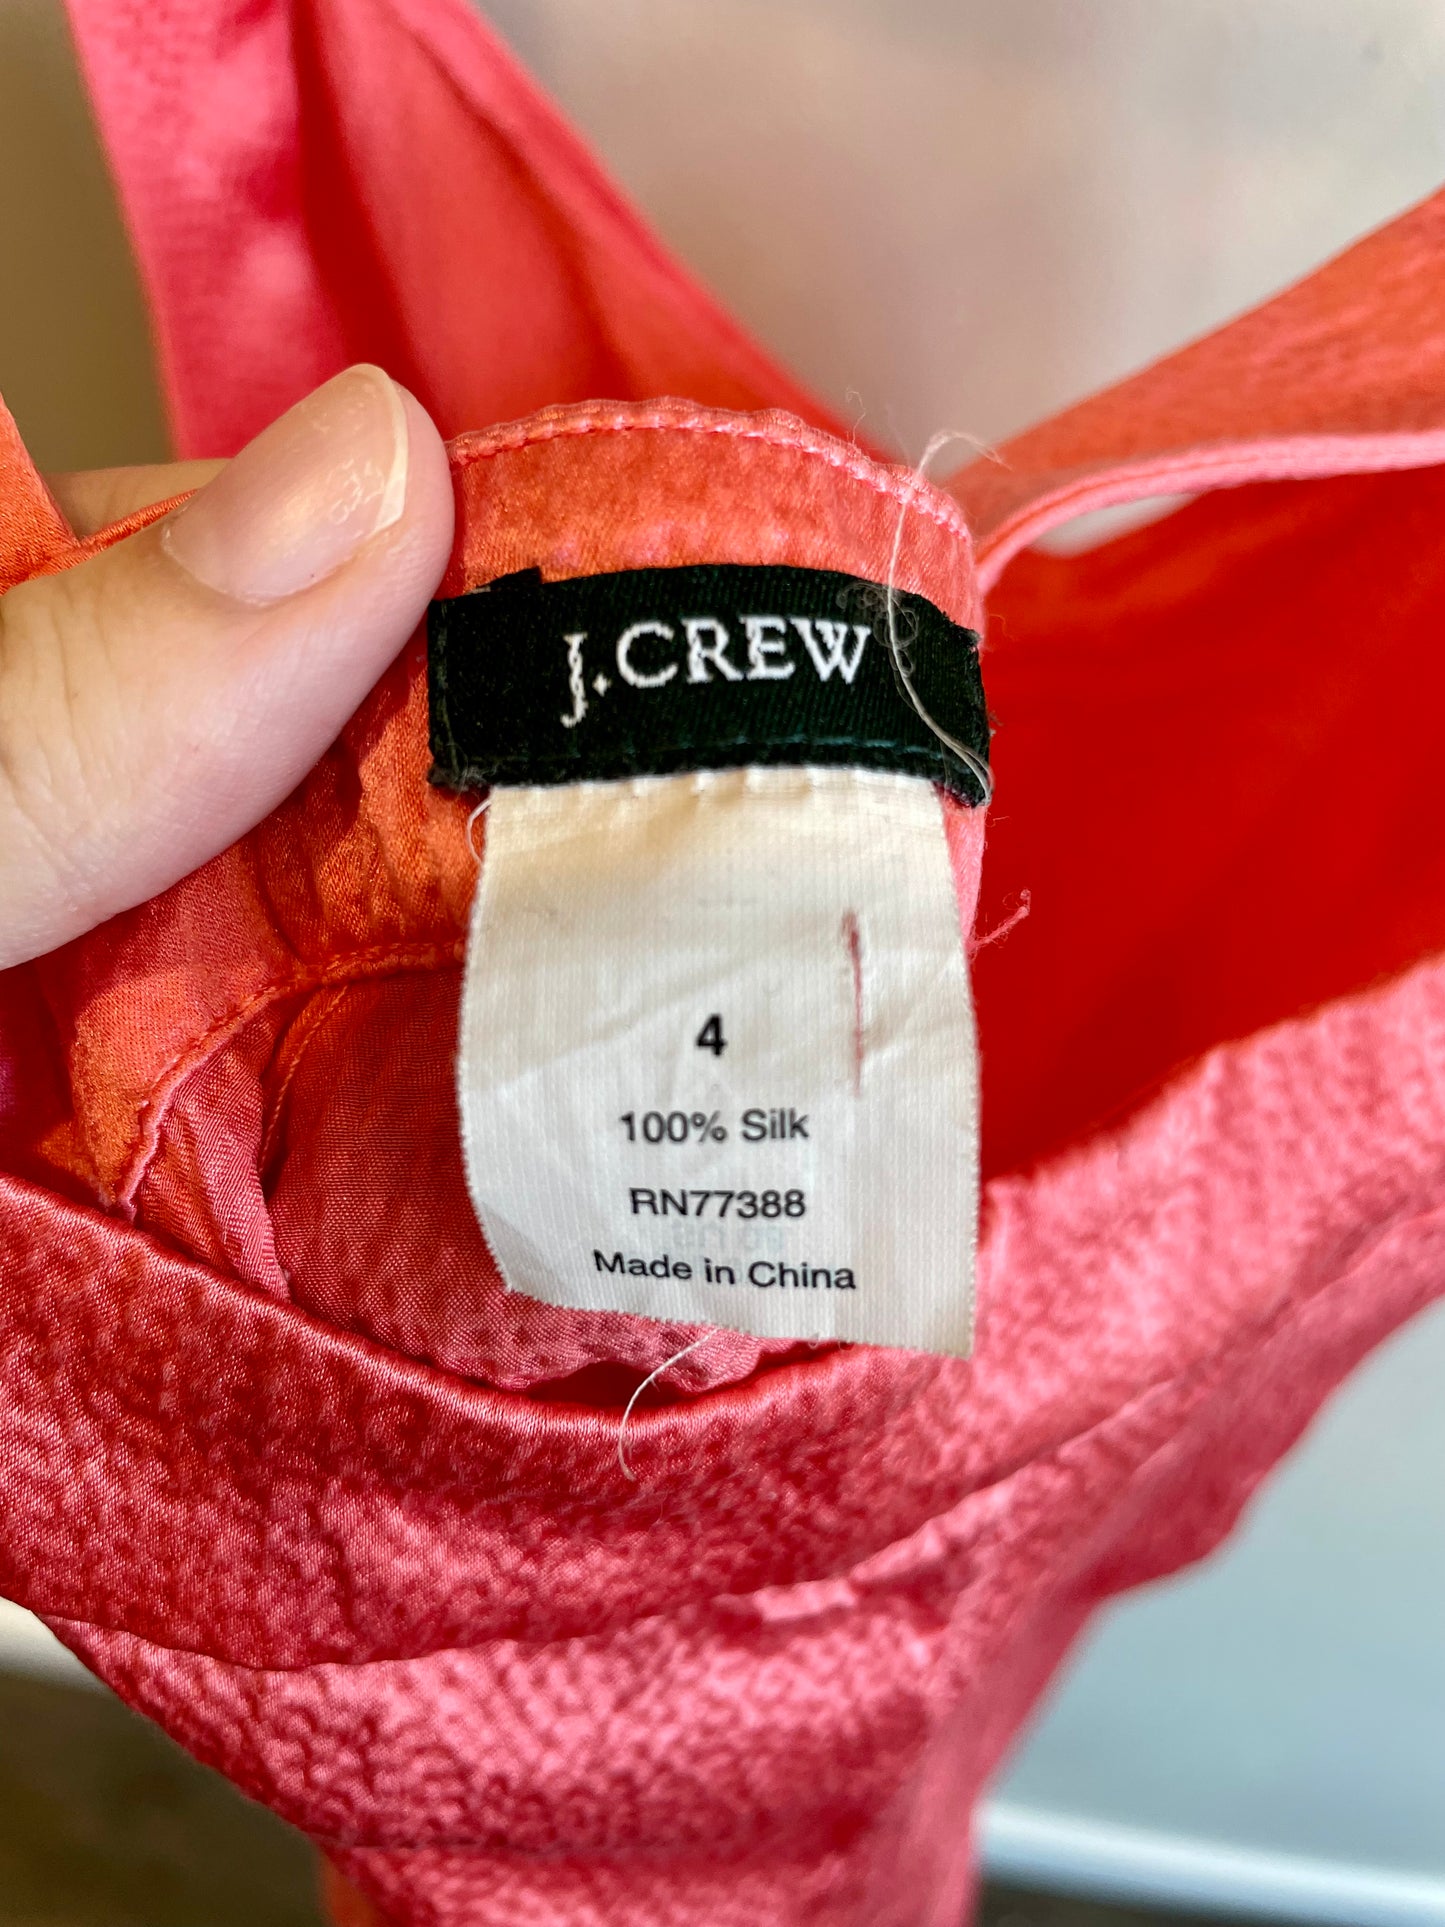 J.CREW
4
100% Silk
RN77388
Made in China